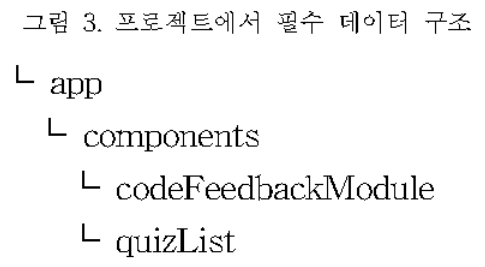 그림 3. 프로젝트에서 필수 데이터 구조
└ app
└ components
└ codeFeedbackModule
└ quizList